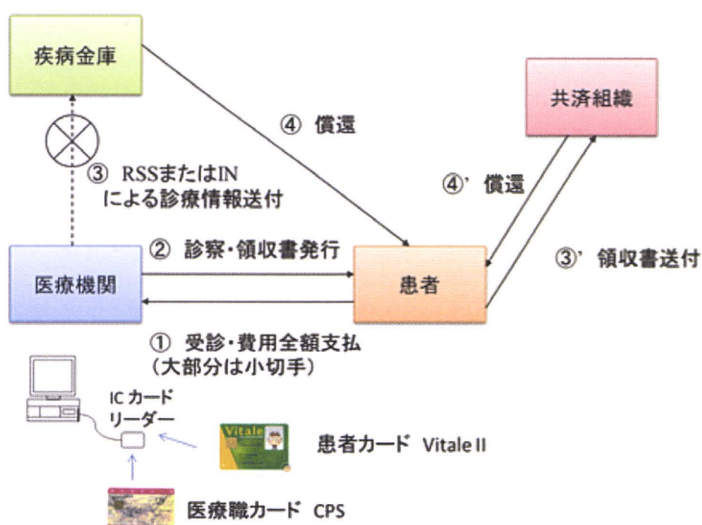 疾病金庫
共済組織
④ 償還
③ RSSまたはIN
による診療情報送付
④’ 償還
② 診察・領収書発行
③’ 領収書送付
医療機関
患者
① 受診・費用全額支払
（大部分は小切手）
IC カード
リーダー
Vitale
患者カード Vitale II
医療職カード CPS